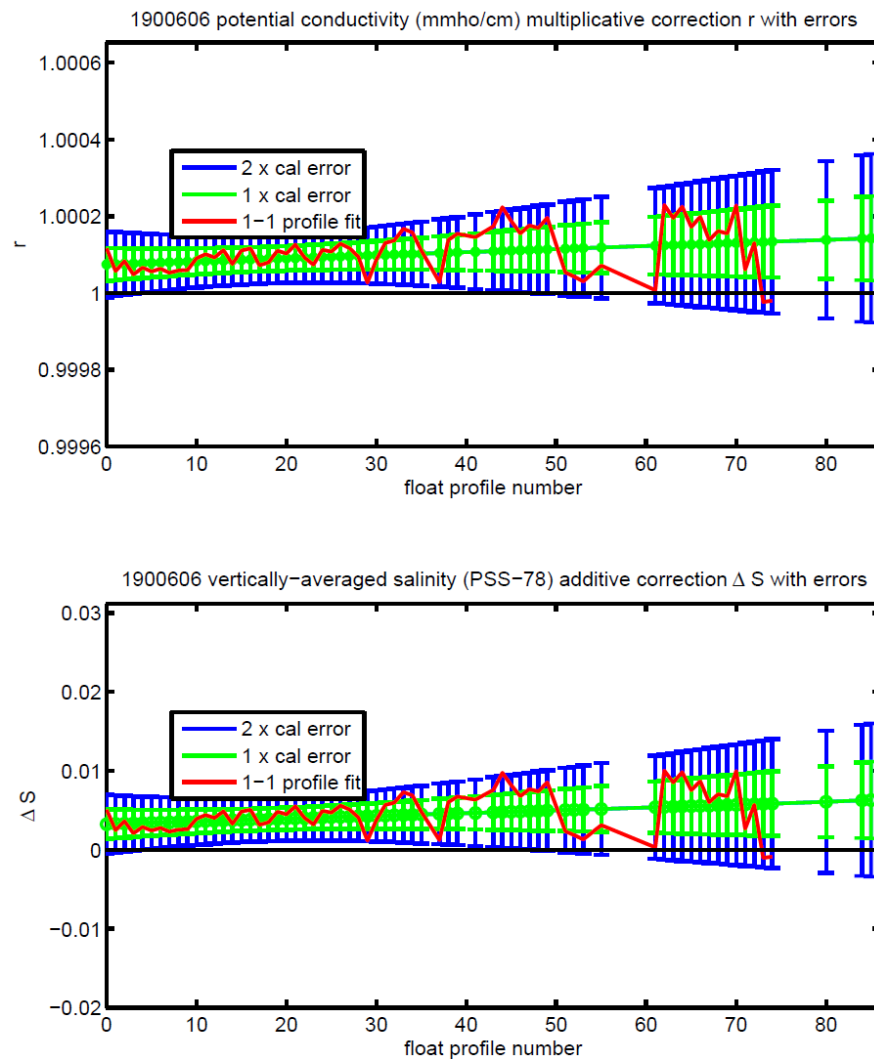 1900606 potential conductivity (mmho/cm) multiplicative correction r with errors
1.0006
1.0004
2 x cal error
1 x cal error
1.0002
1−1 profile fit
r
1
0.9998
0.9996
0 10 20 30 40 50 60 70 80
float profile number
1900606 vertically−averaged salinity (PSS−78) additive correction Δ S with errors
0.03
0.02
2 x cal error
1 x cal error
0.01
1−1 profile fit
Δ S
0
−0.01
−0.02
0 10 20 30 40 50 60 70 80
float profile number